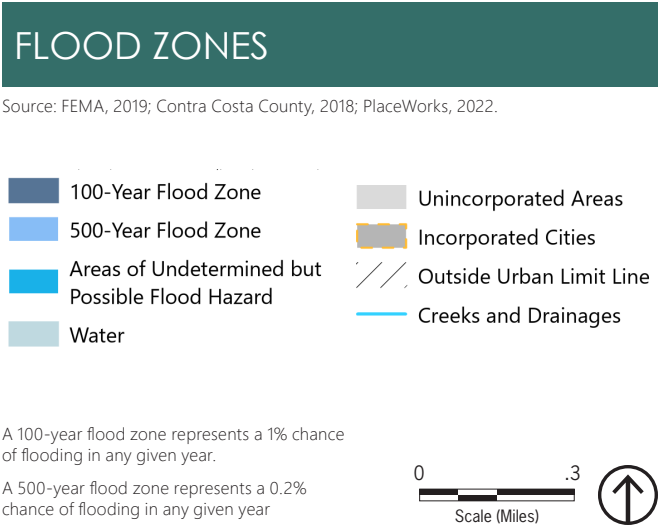 FLOOD ZONES
Source: FEMA, 2019; Contra Costa County, 2018; PlaceWorks, 2022.
100-Year Flood Zone
500-Year Flood Zone
Areas of Undetermined but
Possible Flood Hazard
Water
Unincorporated Areas
Incorporated Cities
Outside Urban Limit Line
Creeks and Drainages
A 100-year flood zone represents a 1% chance
of flooding in any given year.
A 500-year flood zone represents a 0.2%
chance of flooding in any given year
0 .3
Scale (Miles)